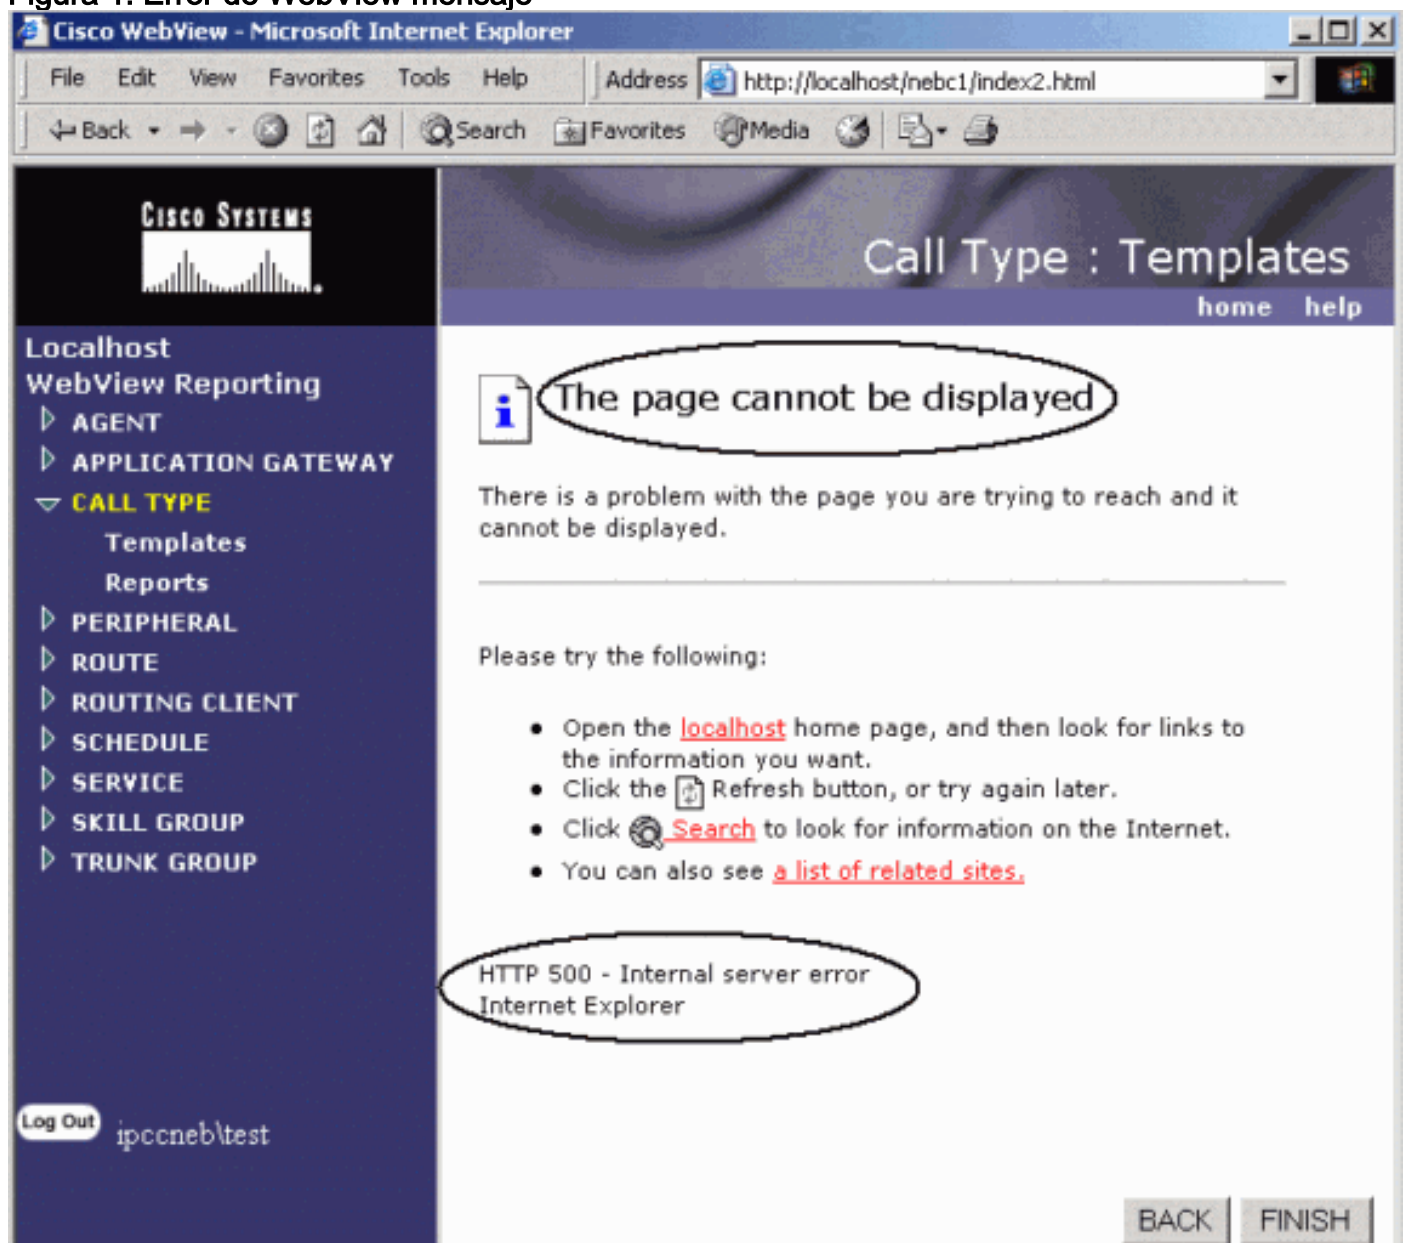 Figura 1. Error de WebView mensaje
Cisco WebView - Microsoft Internet Explorer
File Edit View Favorites Tools Help Address http://localhost/nebc1/index2.html
Back Search Favorites Media
CISCO SYSTEMS
Call Type : Templates
home help
Localhost
WebView Reporting
AGENT
APPLICATION GATEWAY
CALL TYPE
Templates
Reports
PERIPHERAL
ROUTE
ROUTING CLIENT
SCHEDULE
SERVICE
SKILL GROUP
TRUNK GROUP
Log Out ipccneb\test
The page cannot be displayed
There is a problem with the page you are trying to reach and it
cannot be displayed.
Please try the following:
Open the localhost home page, and then look for links to
the information you want.
Click the Refresh button, or try again later.
Click Search to look for information on the Internet.
You can also see a list of related sites.
HTTP 500 - Internal server error
Internet Explorer
BACK FINISH